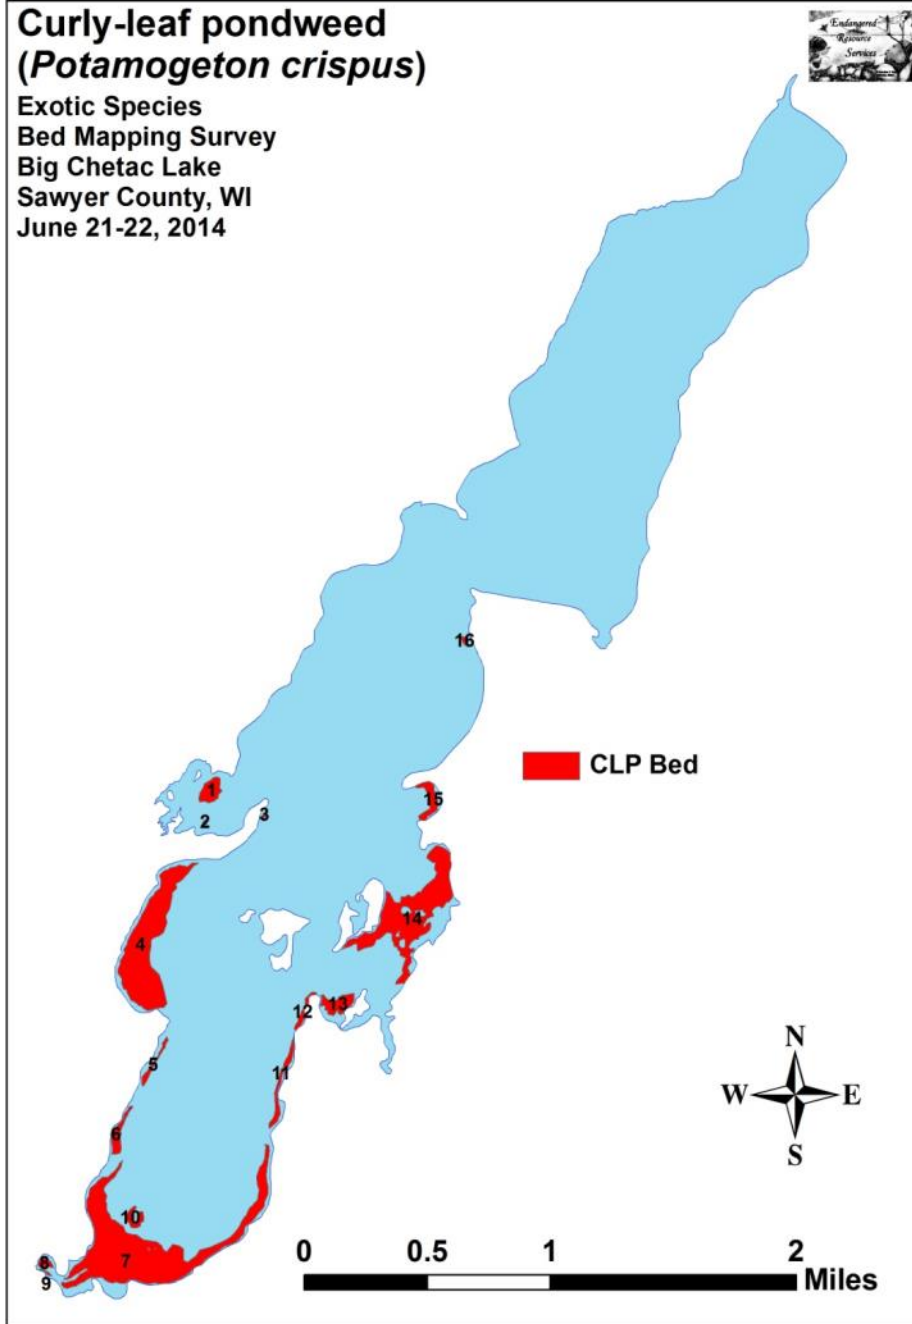 Curly-leaf pondweed
(Potamogeton crispus)
Exotic Species
Bed Mapping Survey
Big Chetac Lake
Sawyer County, WI
June 21-22, 2014
Endangered
Resource
Services
16
CLP Bed
1
2
3
15
14
4
13
12
5
11
6
10
7
8
9
N
W
E
S
0
0.5
1
2
Miles